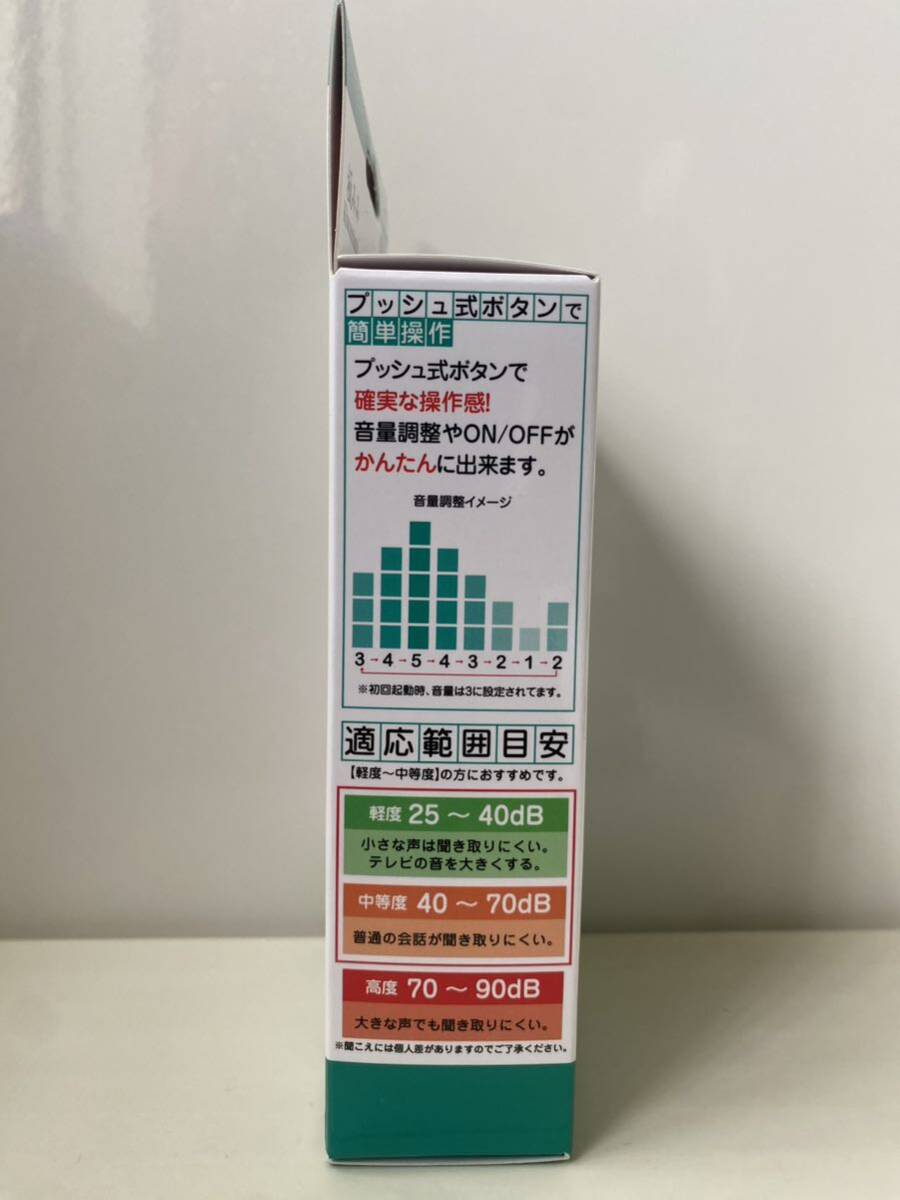 プッシュ式ボタンで
簡単操作
プッシュ式ボタンで
確実な操作感!
音量調整やON/OFFが
かんたんに出来ます。
音量調整イメージ
3→4→5→4→3→2→1→2
※初回起動時、音量は3に設定されてます。
適応範囲目安
【軽度～中等度】の方におすすめです。
軽度 25 ～ 40dB
小さな声は聞き取りにくい。
テレビの音を大きくする。
中等度 40 ～ 70dB
普通の会話が聞き取りにくい。
高度 70 ～ 90dB
大きな声でも聞き取りにくい。
※聞こえには個人差がありますのでご了承ください。